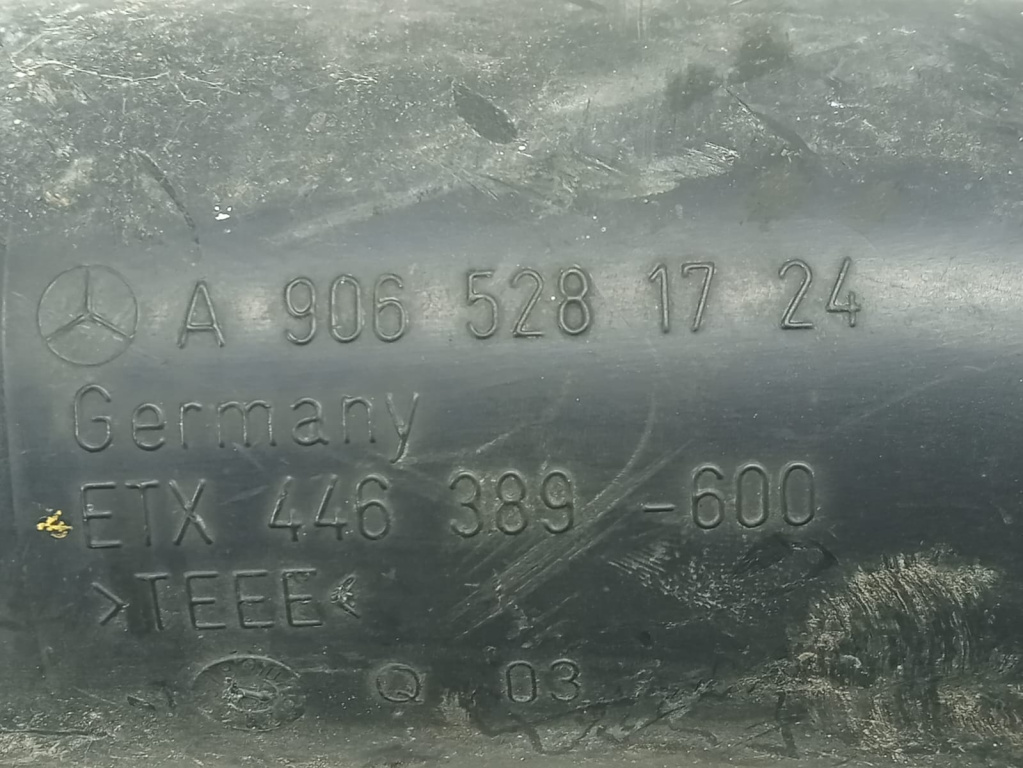 A 906 528 17 24
Germany
ETX 446 389 -600
>TEEE<
Q 03